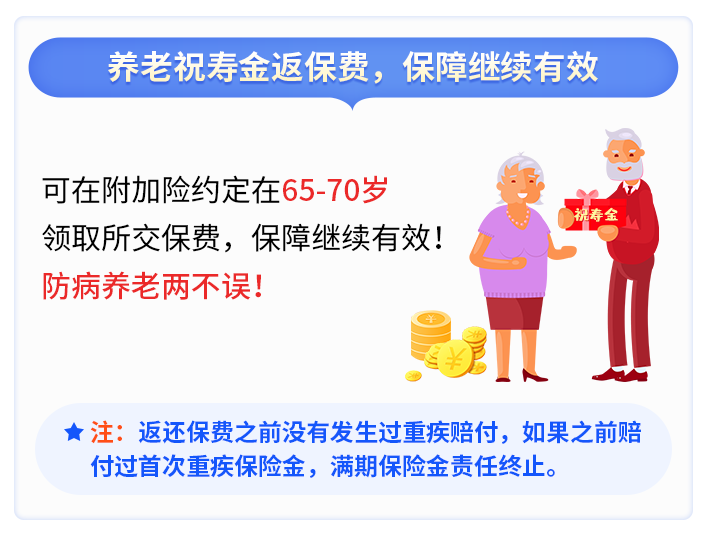 养老祝寿金返保费，保障继续有效
可在附加险约定在65-70岁
领取所交保费，保障继续有效！
防病养老两不误！
祝寿金
注：返还保费之前没有发生过重疾赔付，如果之前赔
付过首次重疾保险金，满期保险金责任终止。